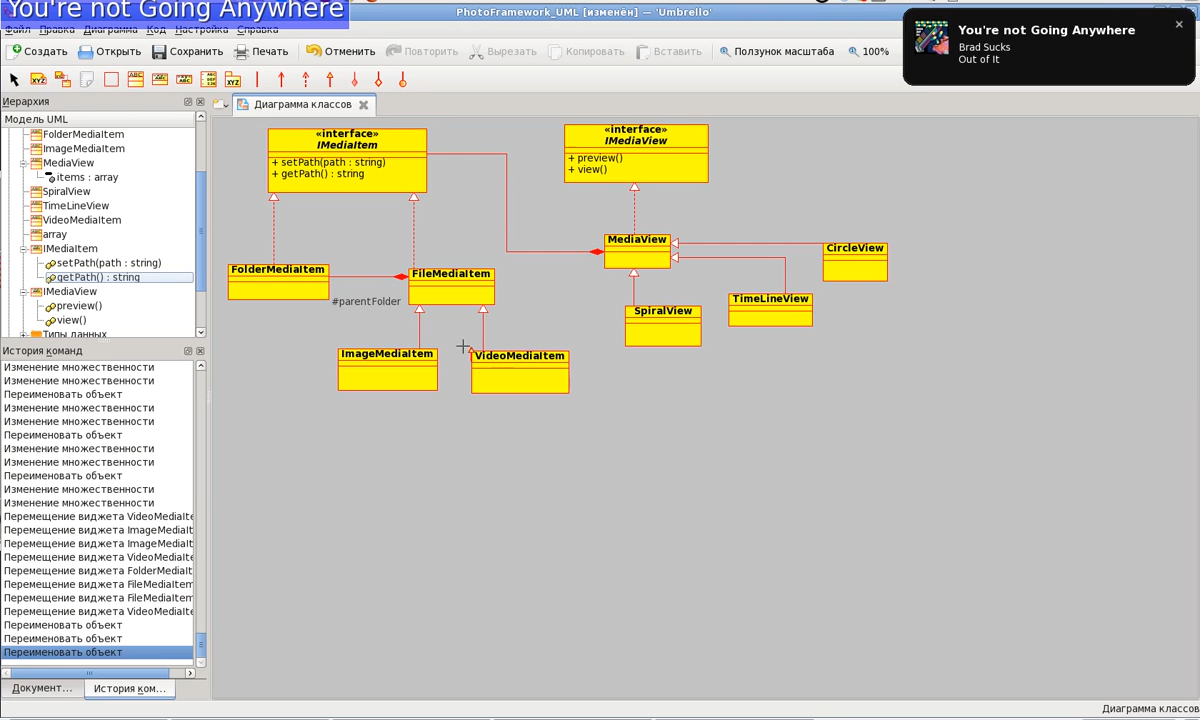 You're not Going Anywhere
PhotoFramework_UML [изменён] — 'Umbrello'
Файл Правка Диаграмма Код Настройка Справка
Создать Открыть Сохранить Печать Отменить Повторить Вырезать Копировать Вставить Ползунок масштаба 100%
You're not Going Anywhere
Brad Sucks
Out of It
Иерархия
Модель UML
FolderMediaItem
ImageMediaItem
MediaView
items : array
SpiralView
TimeLineView
VideoMediaItem
array
IMediaItem
setPath(path : string)
getPath() : string
IMediaView
preview()
view()
Типы данных
История команд
Изменение множественности
Изменение множественности
Переименовать объект
Изменение множественности
Изменение множественности
Переименовать объект
Изменение множественности
Изменение множественности
Переименовать объект
Изменение множественности
Изменение множественности
Перемещение виджета VideoMediaIte
Перемещение виджета ImageMediaIt
Перемещение виджета ImageMediaIt
Перемещение виджета VideoMediaIte
Перемещение виджета FolderMediaIt
Перемещение виджета FileMediaItem
Перемещение виджета FileMediaItem
Перемещение виджета VideoMediaIte
Переименовать объект
Переименовать объект
Переименовать объект
Документ... История ком...
Диаграмма классов
«interface»
IMediaItem
+ setPath(path : string)
+ getPath() : string
«interface»
IMediaView
+ preview()
+ view()
MediaView
CircleView
FolderMediaItem
FileMediaItem
#parentFolder
TimeLineView
SpiralView
ImageMediaItem
VideoMediaItem
Диаграмма классов